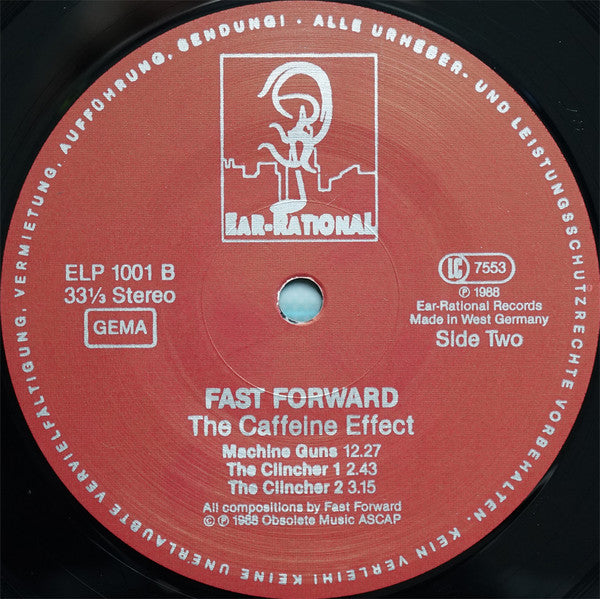 ALLE URHEBER- UND LEISTUNGSSCHUTZRECHTE VORBEHALTEN. KEIN VERLEIH! KEINE UNERLAUBTE VERVIELFÄLTIGUNG, VERMIETUNG, AUFFÜHRUNG, SENDUNG! ·
EAR-RATIONAL
ELP 1001 B
33⅓ Stereo
GEMA
LC 7553
℗ 1988
Ear-Rational Records
Made in West Germany
Side Two
FAST FORWARD
The Caffeine Effect
Machine Guns 12.27
The Clincher 1 2.43
The Clincher 2 3.15
All compositions by Fast Forward
© ℗ 1988 Obsolete Music ASCAP